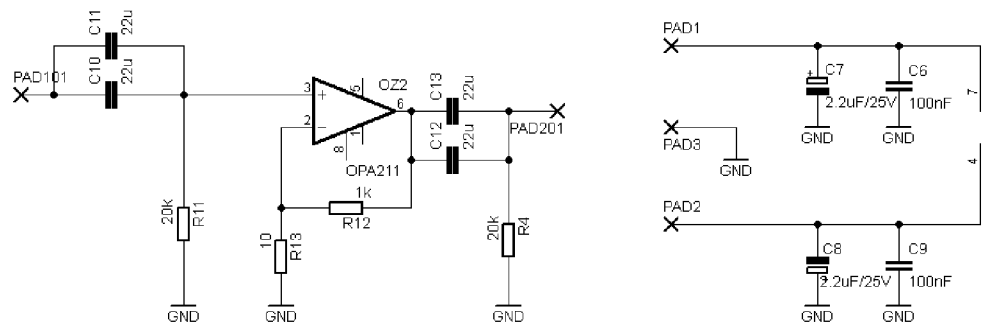 C11
22u
C10
22u
PAD101
20k
R11
GND
3
+
2
−
5
1
8
OZ2
6
OPA211
1k
R12
10
R13
GND
C13
22u
C12
22u
PAD201
20k
R4
GND
PAD1
+
C7
2.2uF/25V
GND
C6
100nF
GND
7
PAD3
GND
4
PAD2
C8
2.2uF/25V
+
GND
C9
100nF
GND